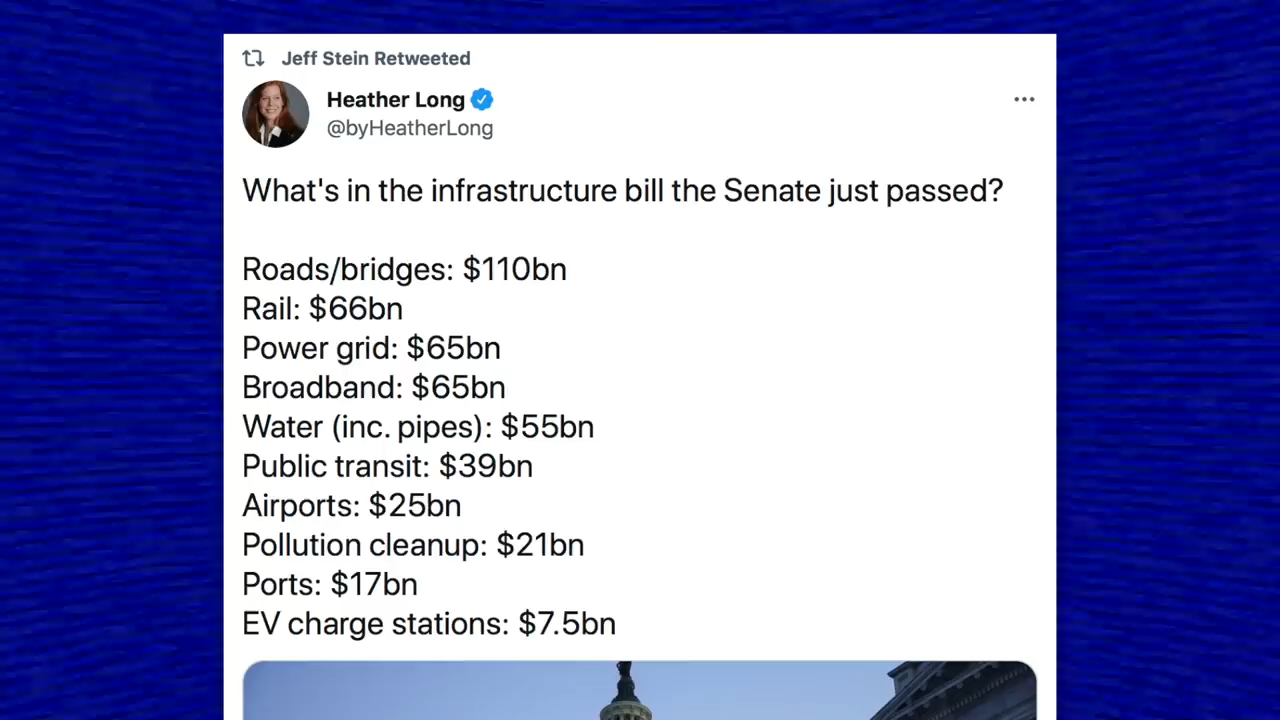 Jeff Stein Retweeted
Heather Long
@byHeatherLong
What's in the infrastructure bill the Senate just passed?
Roads/bridges: $110bn
Rail: $66bn
Power grid: $65bn
Broadband: $65bn
Water (inc. pipes): $55bn
Public transit: $39bn
Airports: $25bn
Pollution cleanup: $21bn
Ports: $17bn
EV charge stations: $7.5bn